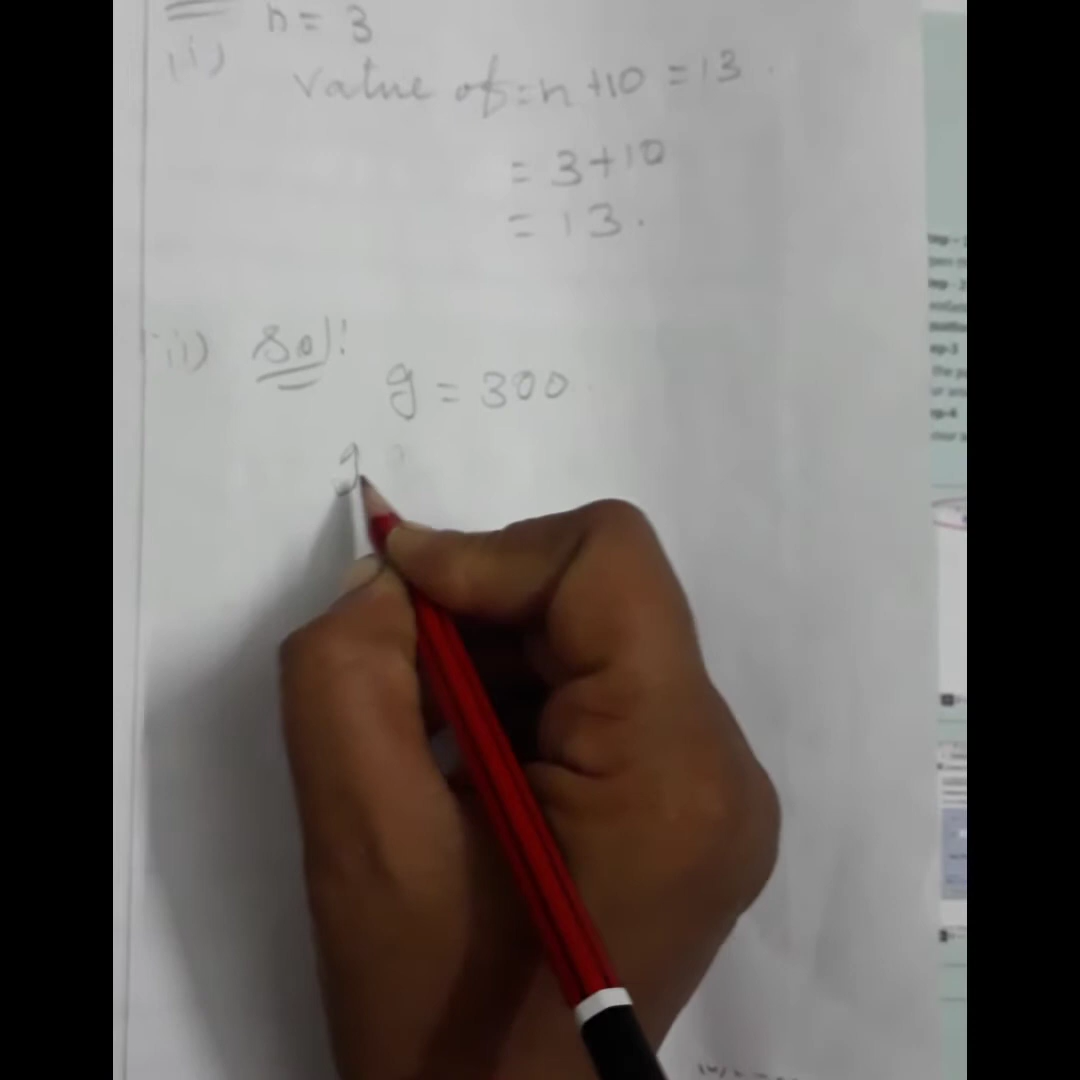 n = 3
(i)
Value of = n + 10 = 13.
= 3 + 10
= 13.
ii) Sol!
g = 300
g